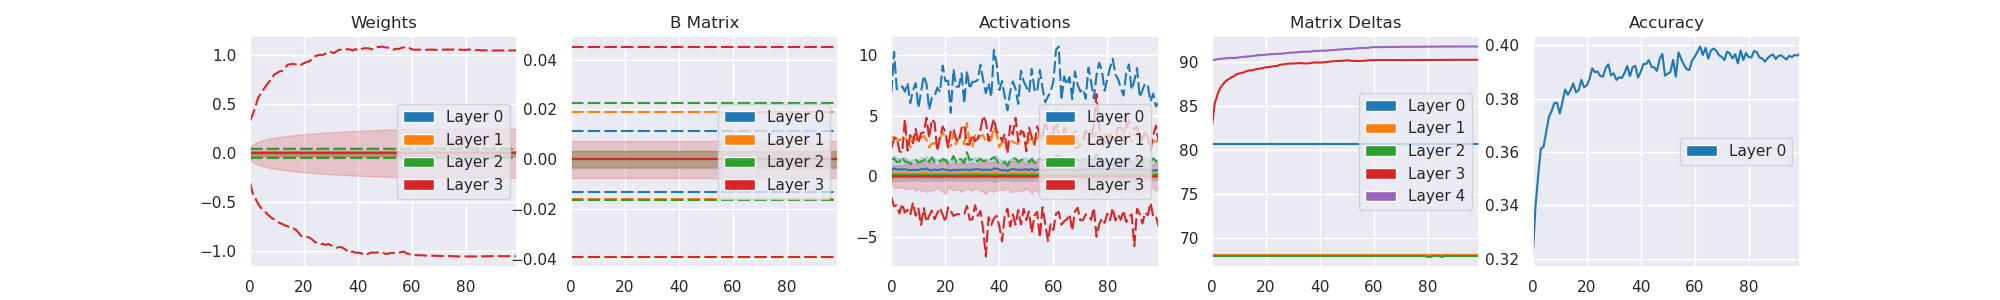 Weights
1.0
0.5
0.0
−0.5
−1.0
0 20 40 60 80
Layer 0
Layer 1
Layer 2
Layer 3
B Matrix
0.04
0.02
0.00
−0.02
−0.04
0 20 40 60 80
Layer 0
Layer 1
Layer 2
Layer 3
Activations
10
5
0
−5
0 20 40 60 80
Layer 0
Layer 1
Layer 2
Layer 3
Matrix Deltas
90
85
80
75
70
0 20 40 60 80
Layer 0
Layer 1
Layer 2
Layer 3
Layer 4
Accuracy
0.40
0.38
0.36
0.34
0.32
0 20 40 60 80
Layer 0